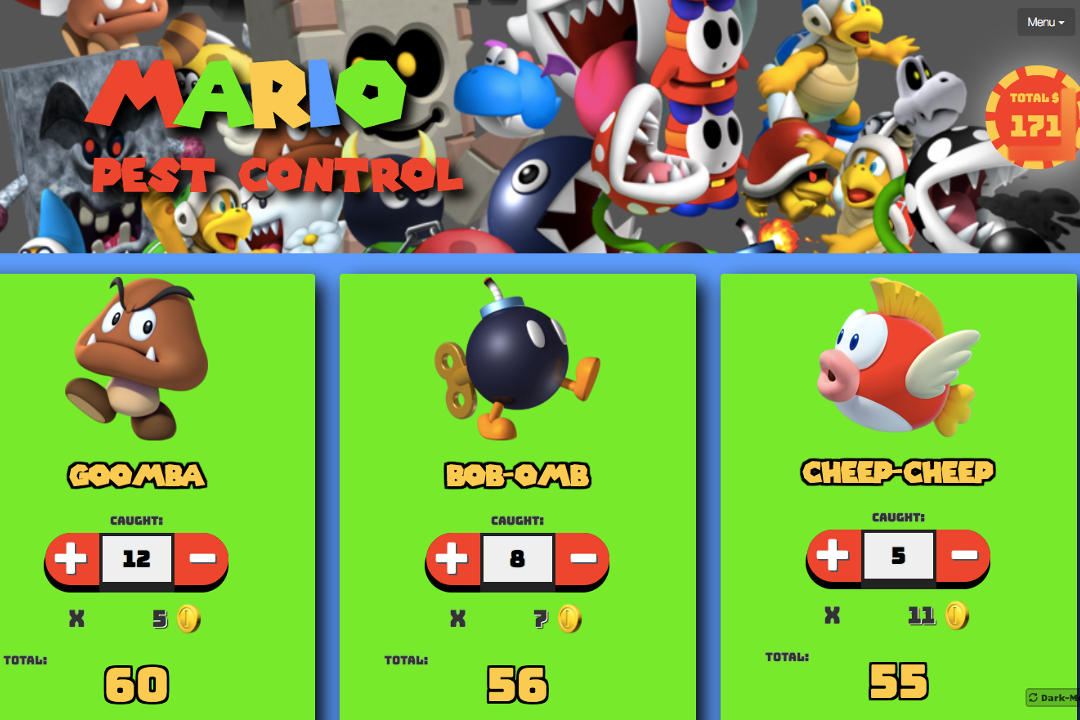 Menu
MARIO
TOTAL $
171
PEST CONTROL
GOOMBA
CAUGHT:
+ 12 −
X 5
TOTAL:
60
BOB-OMB
CAUGHT:
+ 8 −
X 7
TOTAL:
56
CHEEP-CHEEP
CAUGHT:
+ 5 −
X 11
TOTAL:
55
Dark-M